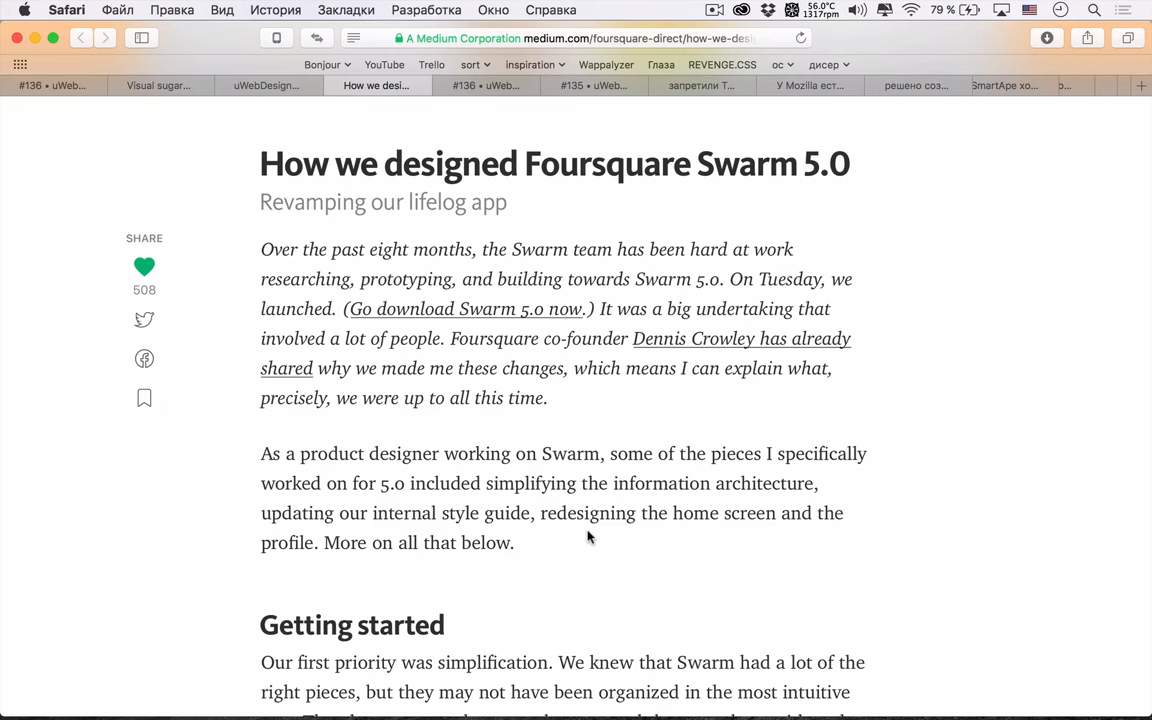 Safari Файл Правка Вид История Закладки Разработка Окно Справка 56.0°C 1317rpm 79 %
A Medium Corporation medium.com/foursquare-direct/how-we-desi
Bonjour YouTube Trello sort inspiration Wappalyzer Глаза REVENGE.CSS ос дисер
#136 • uWeb... Visual sugar... uWebDesign... How we desi... #136 • uWeb... #135 • uWeb... запретили Т... У Mozilla ест... решено соз... SmartApe хо...
How we designed Foursquare Swarm 5.0
Revamping our lifelog app
SHARE
508
Over the past eight months, the Swarm team has been hard at work
researching, prototyping, and building towards Swarm 5.0. On Tuesday, we
launched. (Go download Swarm 5.0 now.) It was a big undertaking that
involved a lot of people. Foursquare co-founder Dennis Crowley has already
shared why we made me these changes, which means I can explain what,
precisely, we were up to all this time.
As a product designer working on Swarm, some of the pieces I specifically
worked on for 5.0 included simplifying the information architecture,
updating our internal style guide, redesigning the home screen and the
profile. More on all that below.
Getting started
Our first priority was simplification. We knew that Swarm had a lot of the
right pieces, but they may not have been organized in the most intuitive